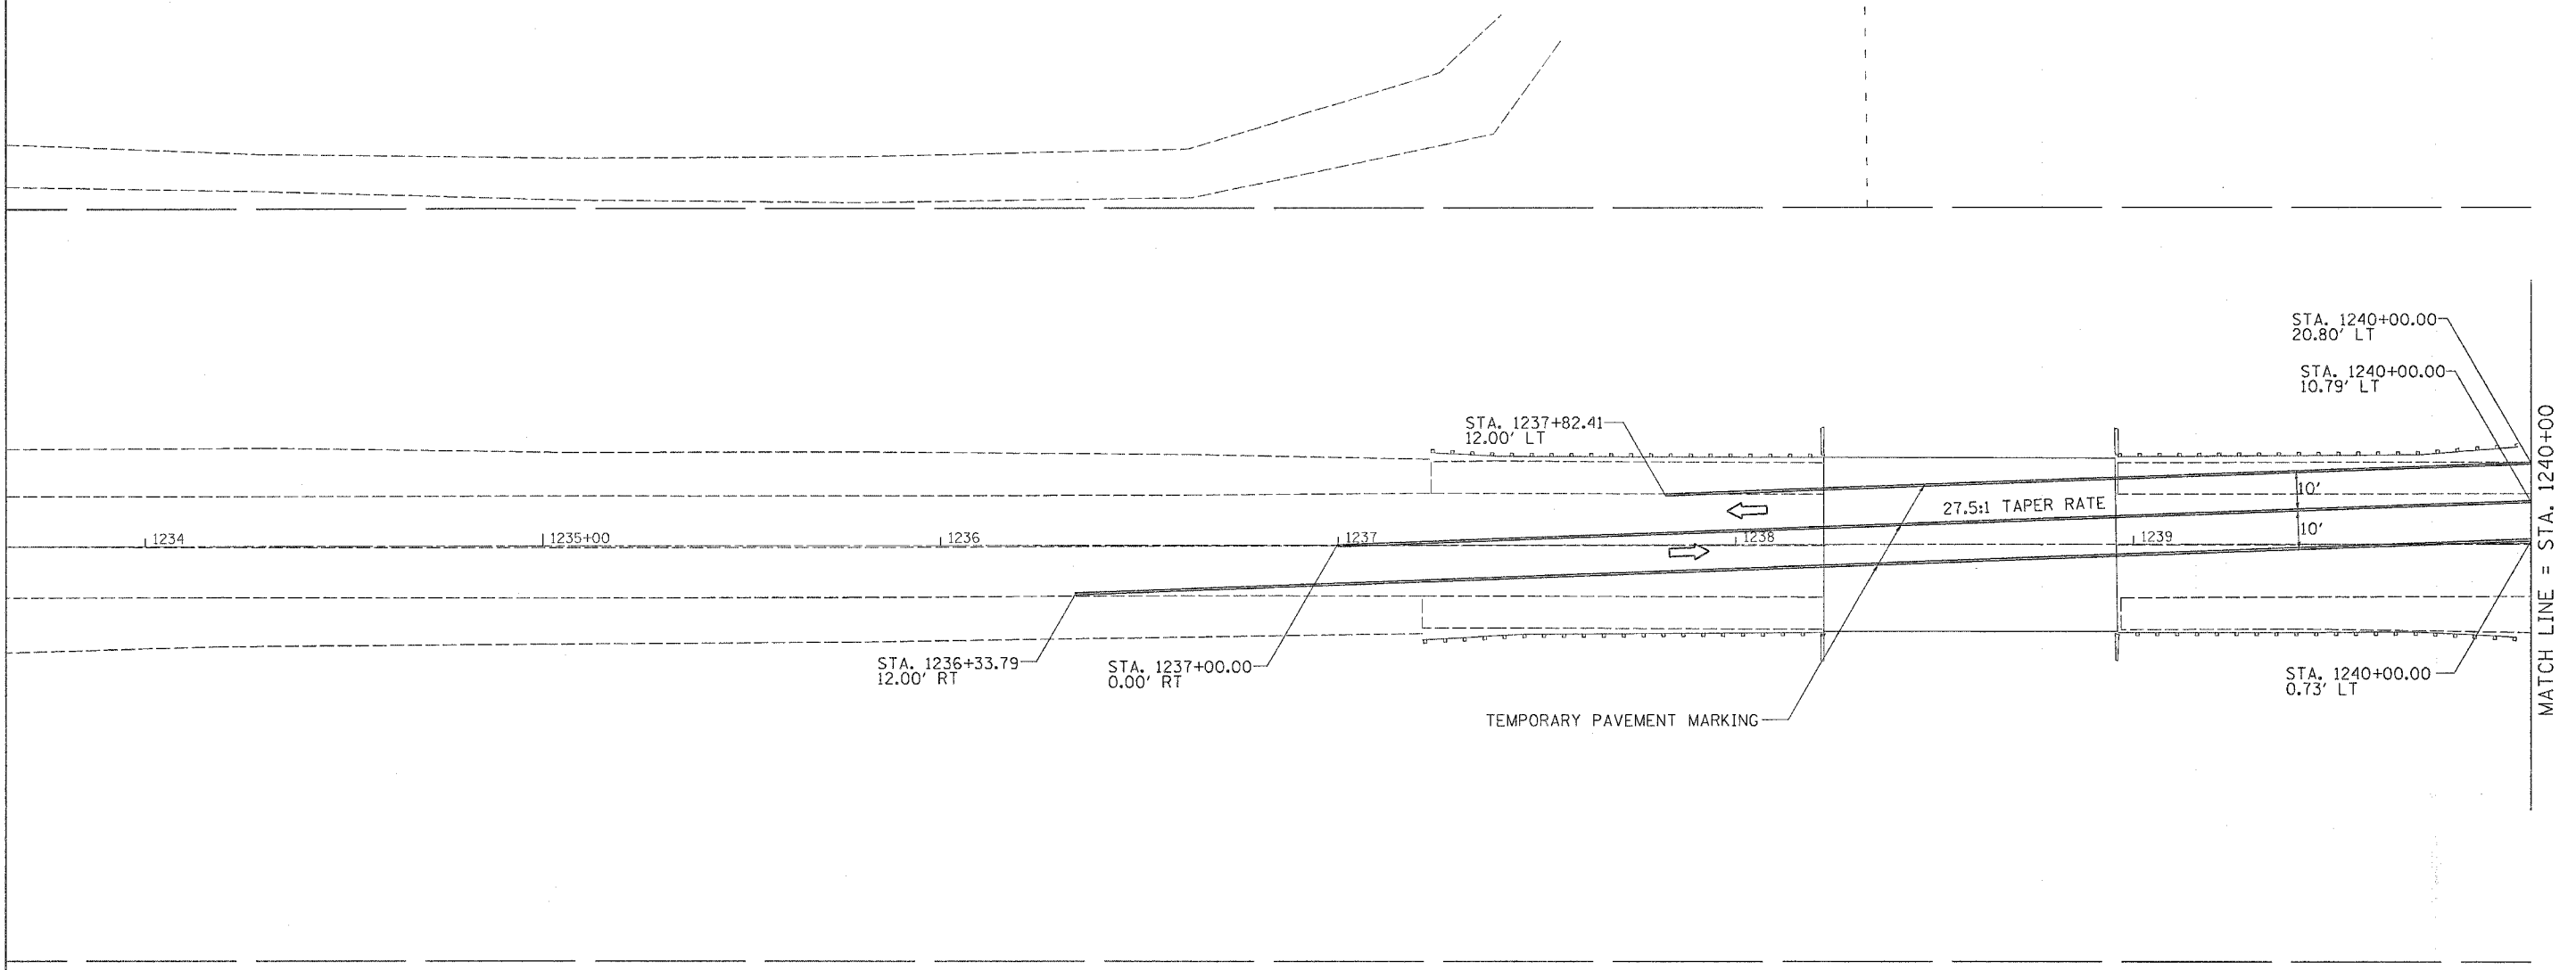 STA. 1240+00.00
20.80' LT
STA. 1240+00.00
10.79' LT
STA. 1237+82.41
12.00' LT
10'
27.5:1 TAPER RATE
10'
1234
1235+00
1236
1237
1238
1239
STA. 1236+33.79
12.00' RT
STA. 1237+00.00
0.00' RT
STA. 1240+00.00
0.73' LT
TEMPORARY PAVEMENT MARKING
MATCH LINE = STA. 1240+00